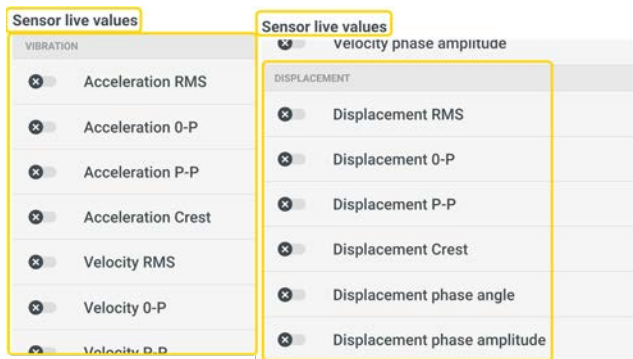 Sensor live values
VIBRATION
Acceleration RMS
Acceleration 0-P
Acceleration P-P
Acceleration Crest
Velocity RMS
Velocity 0-P
Velocity P-P
Sensor live values
Velocity phase amplitude
DISPLACEMENT
Displacement RMS
Displacement 0-P
Displacement P-P
Displacement Crest
Displacement phase angle
Displacement phase amplitude